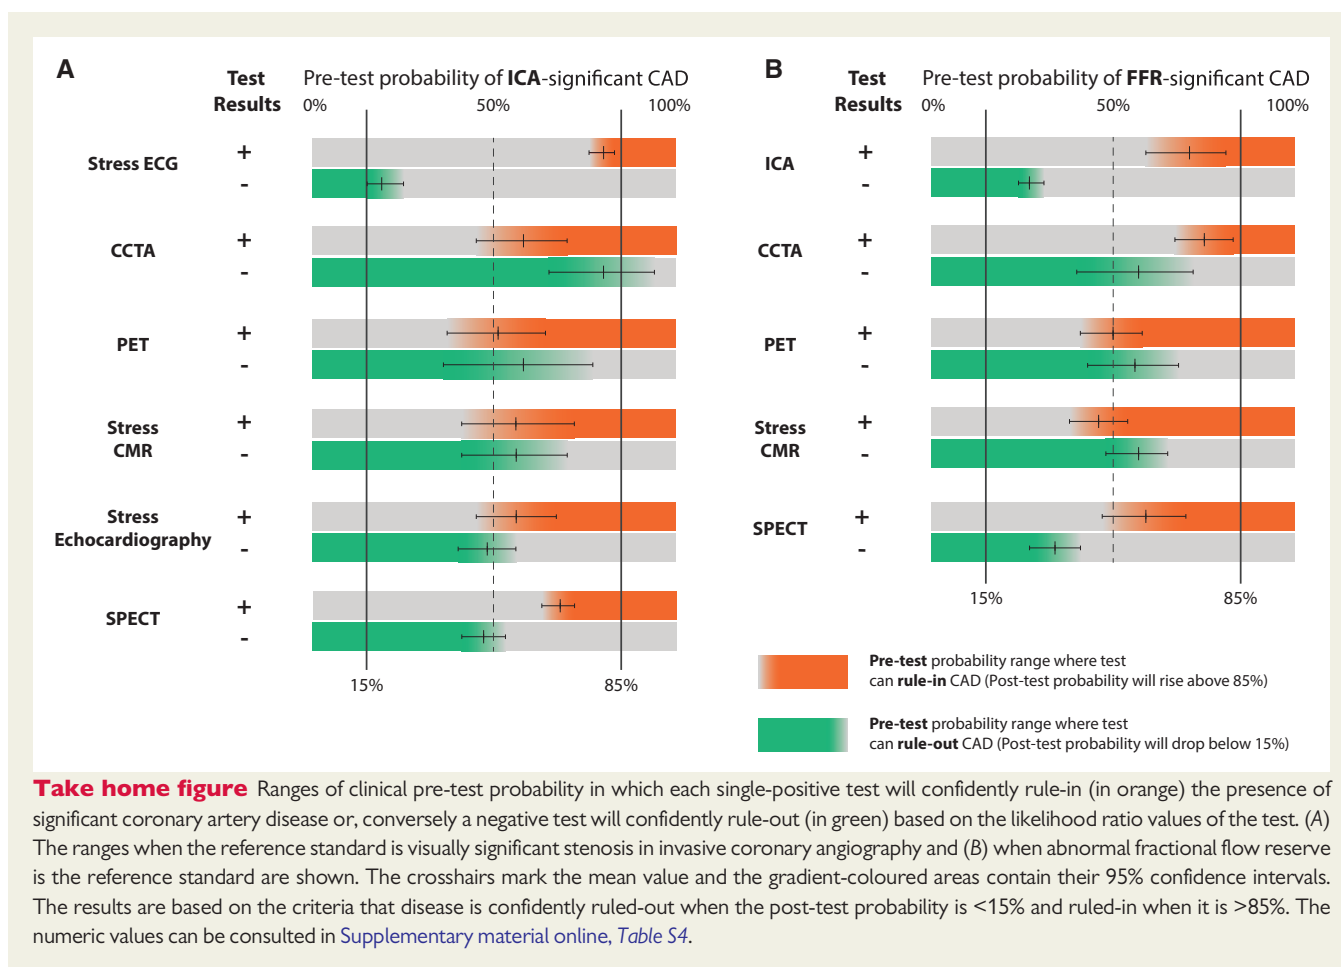 A
Test
Results
Pre-test probability of ICA-significant CAD
0% 50% 100%
Stress ECG
+
-
CCTA
+
-
PET
+
-
Stress
CMR
+
-
Stress
Echocardiography
+
-
SPECT
+
-
15% 85%
B
Test
Results
Pre-test probability of FFR-significant CAD
0% 50% 100%
ICA
+
-
CCTA
+
-
PET
+
-
Stress
CMR
+
-
SPECT
+
-
15% 85%
Pre-test probability range where test
can rule-in CAD (Post-test probability will rise above 85%)
Pre-test probability range where test
can rule-out CAD (Post-test probability will drop below 15%)
Take home figure Ranges of clinical pre-test probability in which each single-positive test will confidently rule-in (in orange) the presence of
significant coronary artery disease or, conversely a negative test will confidently rule-out (in green) based on the likelihood ratio values of the test. (A)
The ranges when the reference standard is visually significant stenosis in invasive coronary angiography and (B) when abnormal fractional flow reserve
is the reference standard are shown. The crosshairs mark the mean value and the gradient-coloured areas contain their 95% confidence intervals.
The results are based on the criteria that disease is confidently ruled-out when the post-test probability is <15% and ruled-in when it is >85%. The
numeric values can be consulted in Supplementary material online, Table S4.